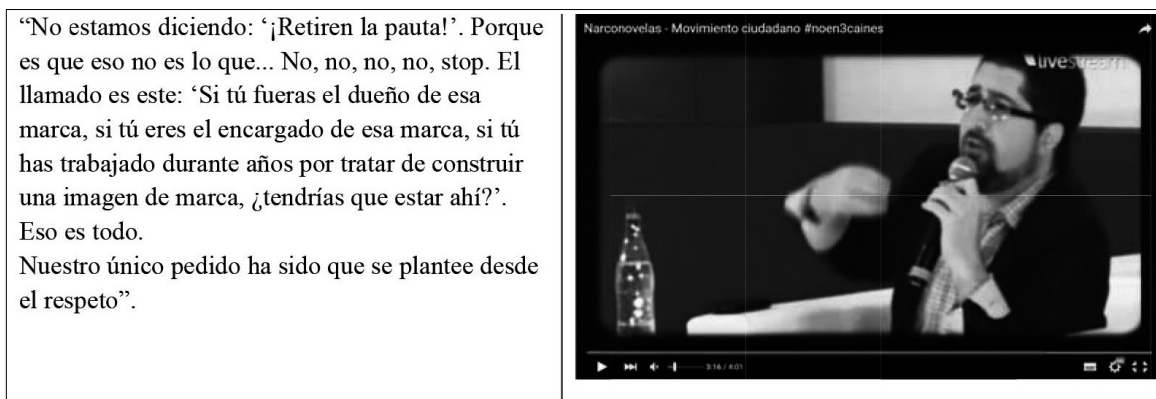 “No estamos diciendo: ‘¡Retiren la pauta!’. Porque
es que eso no es lo que... No, no, no, no, stop. El
llamado es este: ‘Si tú fueras el dueño de esa
marca, si tú eres el encargado de esa marca, si tú
has trabajado durante años por tratar de construir
una imagen de marca, ¿tendrías que estar ahí?’.
Eso es todo.
Nuestro único pedido ha sido que se plantee desde
el respeto”.
Narconovelas - Movimiento ciudadano #noen3caines
livestream
3:16 / 4:01